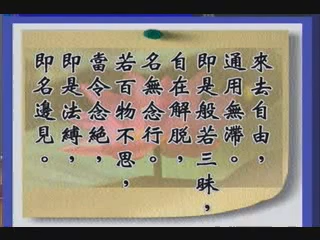 來去自由，
通用無滯。
即是般若三昧，
自在解脫，
名無念行。
若百物不思，
當令念絕，
即是法縛，
即名邊見。